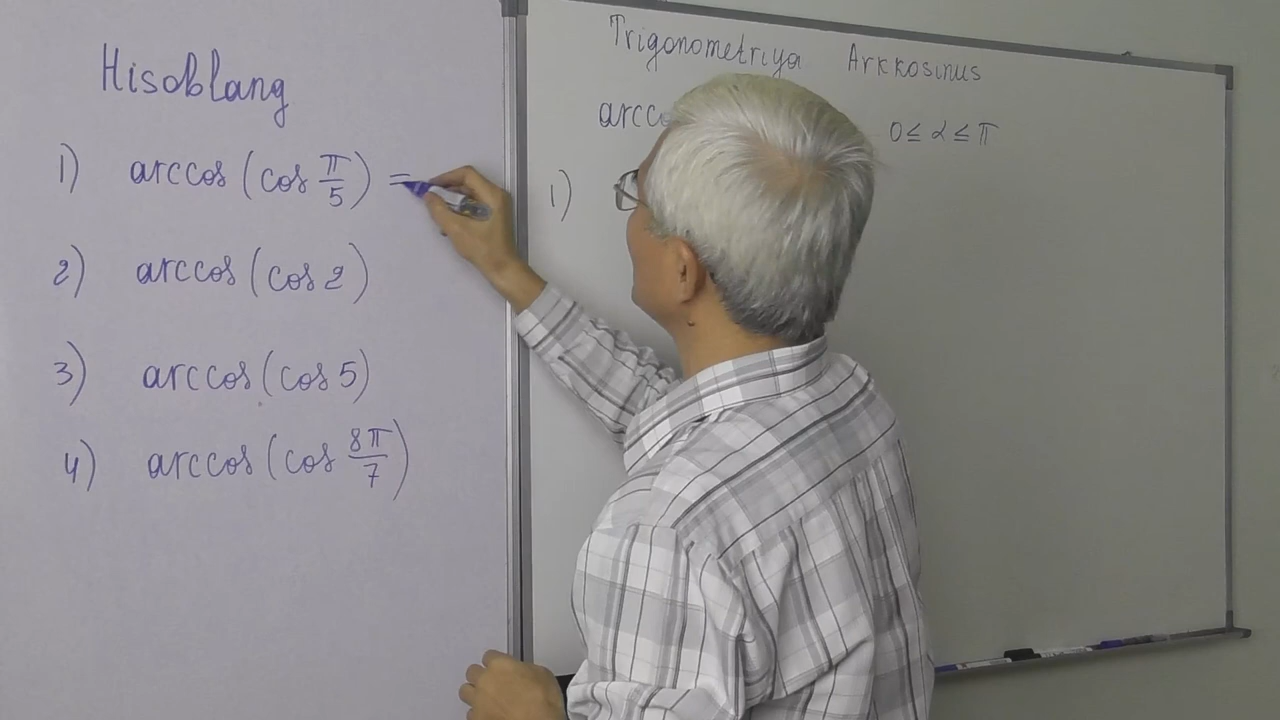 Hisoblang
1) arccos (cos π/5) =
2) arccos (cos 2)
3) arccos (cos 5)
4) arccos (cos 8π/7)
Trigonometriya Arkkosinus
0 ≤ α ≤ π
1)